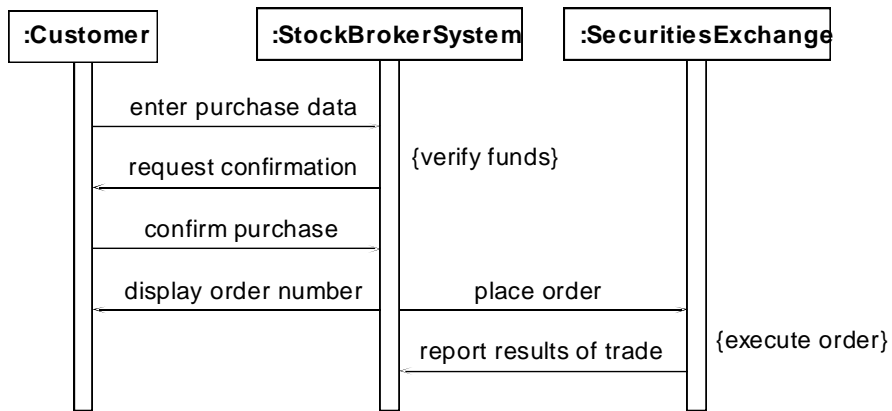 :Customer
:StockBrokerSystem
:SecuritiesExchange
enter purchase data
{verify funds}
request confirmation
confirm purchase
display order number
place order
{execute order}
report results of trade